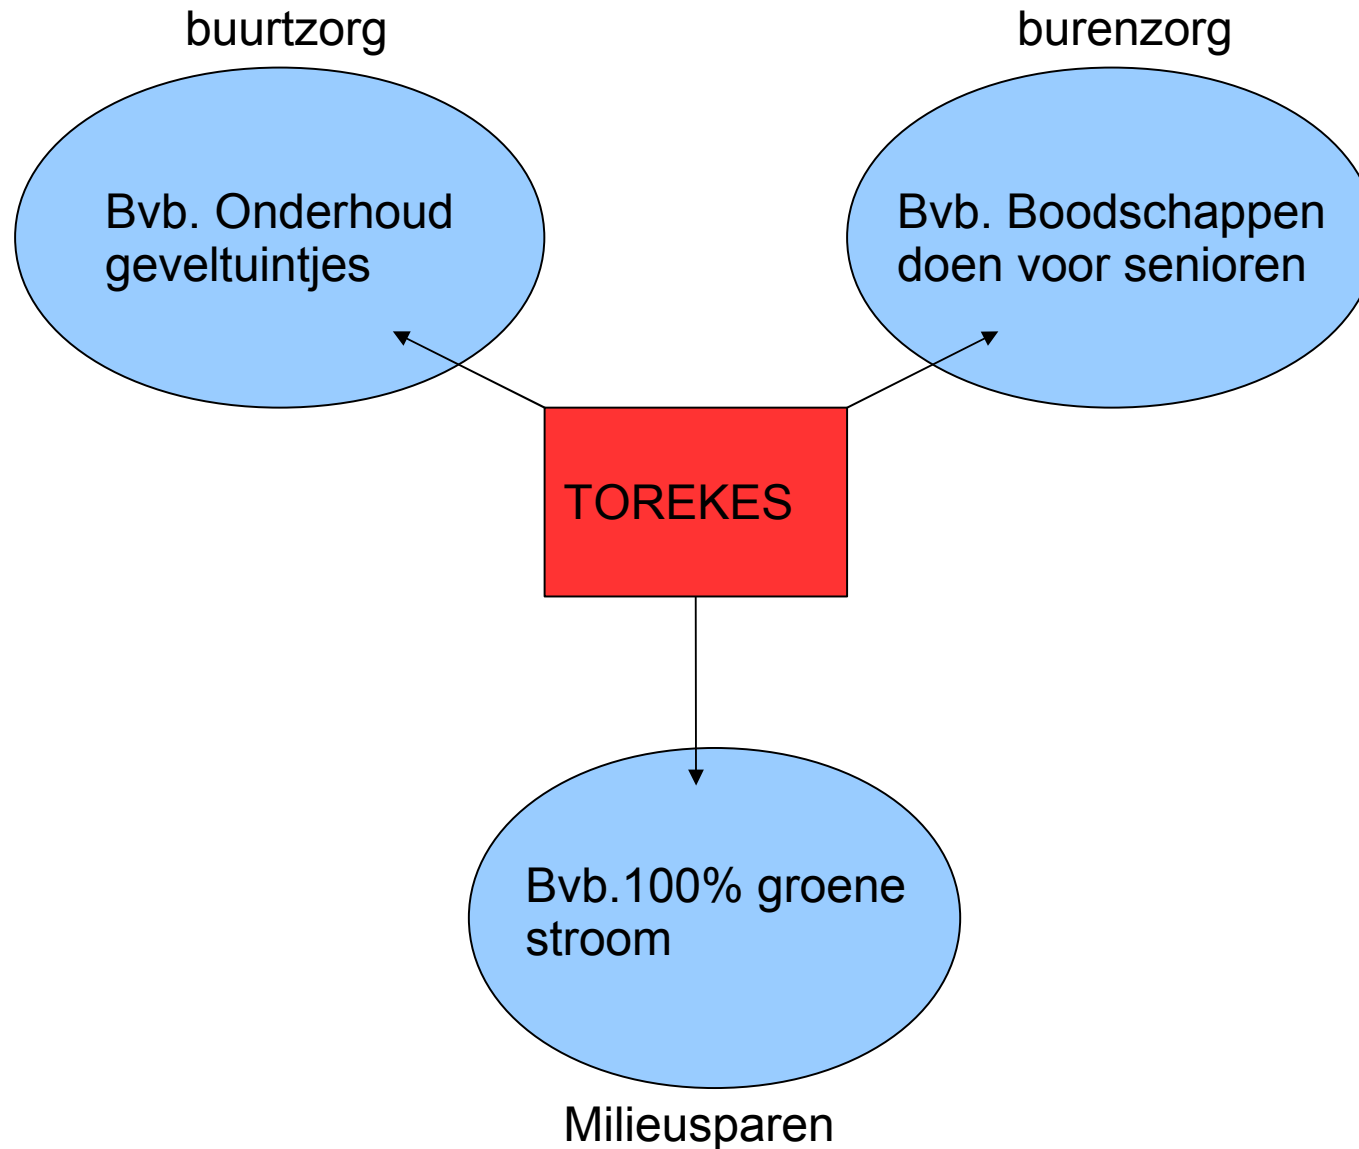 buurtzorg
burenzorg
Bvb. Onderhoud
geveltuintjes
Bvb. Boodschappen
doen voor senioren
TOREKES
Bvb.100% groene
stroom
Milieusparen